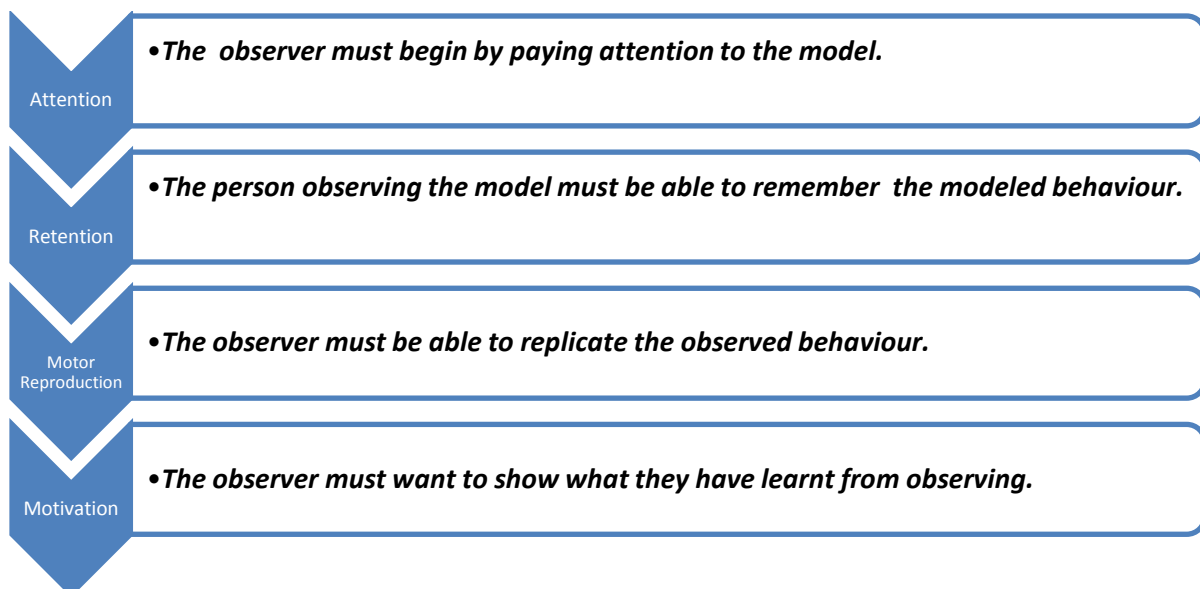 •The observer must begin by paying attention to the model.
Attention
•The person observing the model must be able to remember the modeled behaviour.
Retention
•The observer must be able to replicate the observed behaviour.
Motor
Reproduction
•The observer must want to show what they have learnt from observing.
Motivation